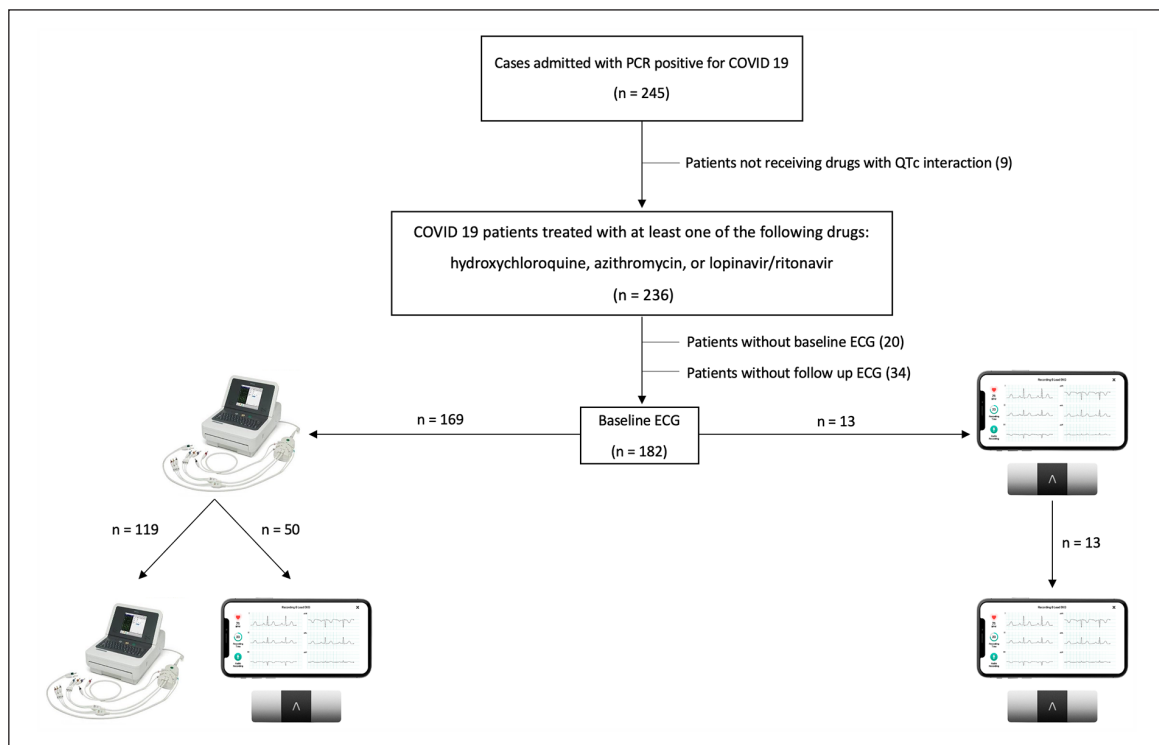 Cases admitted with PCR positive for COVID 19
(n = 245)
Patients not receiving drugs with QTc interaction (9)
COVID 19 patients treated with at least one of the following drugs:
hydroxychloroquine, azithromycin, or lopinavir/ritonavir
(n = 236)
Patients without baseline ECG (20)
Patients without follow up ECG (34)
n = 169
Baseline ECG
(n = 182)
n = 13
n = 119
n = 50
n = 13